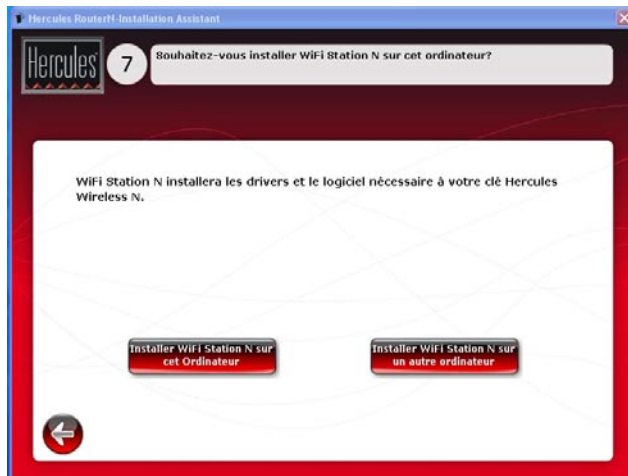 Hercules RouterN-Installation Assistant
Hercules
7
Souhaitez-vous installer WiFi Station N sur cet ordinateur?
WiFi Station N installera les drivers et le logiciel nécessaire à votre clé Hercules
Wireless N.
Installer WiFi Station N sur
cet Ordinateur
Installer WiFi Station N sur
un autre ordinateur